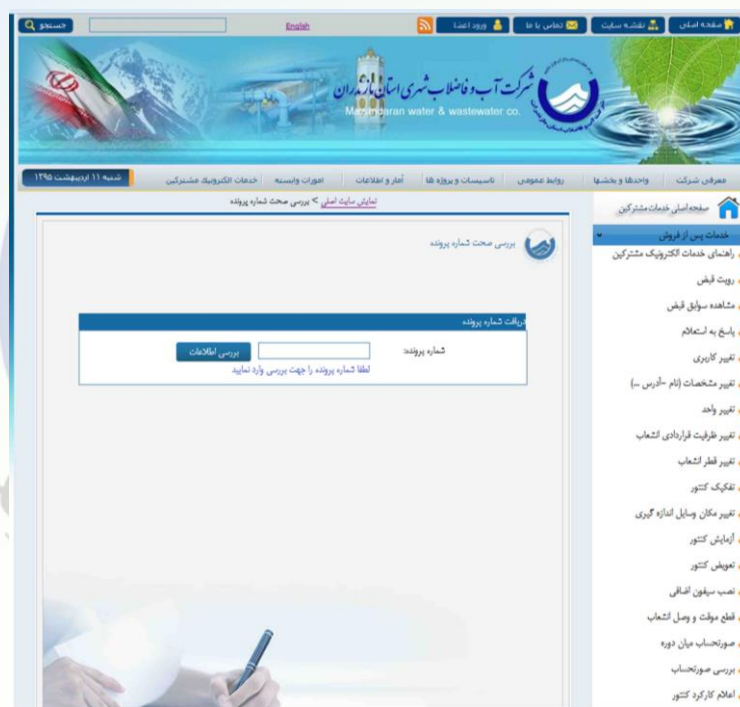 صفحه اصلی
نقشه سایت
تماس با ما
ورود اعضا
English
جستجو
شرکت آب و فاضلاب شهری استان مازندران
Mazandaran water & wastewater co.
معرفی شرکت
واحدها و بخشها
روابط عمومی
تاسیسات و پروژه ها
آمار و اطلاعات
امورات وابسته
خدمات الکترونیک مشترکین
شنبه ۱۱ اردیبهشت ۱۳۹۵
صفحه اصلی خدمات مشترکین
نمایش سایت اصلی > بررسی صحت شماره پرونده
خدمات پس از فروش
راهنمای خدمات الکترونیک مشترکین
رویت قبض
مشاهده سوابق قبض
پاسخ به استعلام
تغییر کاربری
تغییر مشخصات (نام -آدرس ...)
تغییر واحد
تغییر ظرفیت قراردادی انشعاب
تغییر قطر انشعاب
تفکیک کنتور
تغییر مکان وسایل اندازه گیری
آزمایش کنتور
تعویض کنتور
نصب سیفون اضافی
قطع موقت و وصل انشعاب
صورتحساب میان دوره
بررسی صورتحساب
اعلام کارکرد کنتور
بررسی صحت شماره پرونده
دریافت شماره پرونده
شماره پرونده:
بررسی اطلاعات
لطفا شماره پرونده را جهت بررسی وارد نمایید